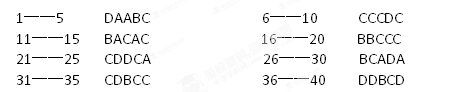 1——5 DAABC 6——10 CCCDC
11——15 BACAC 16——20 BBCCC
21——25 CDDCA 26——30 BCADA
31——35 CDBCC 36——40 DDBCD